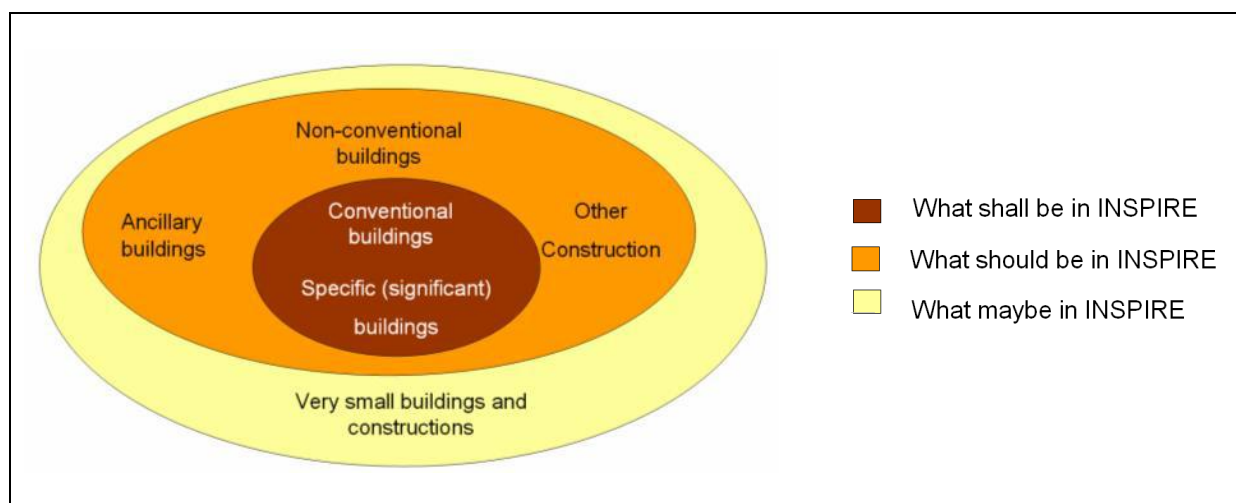 Non-conventional
buildings
Ancillary
buildings
Conventional
buildings
Specific (significant)
buildings
Other
Construction
Very small buildings and
constructions
What shall be in INSPIRE
What should be in INSPIRE
What maybe in INSPIRE